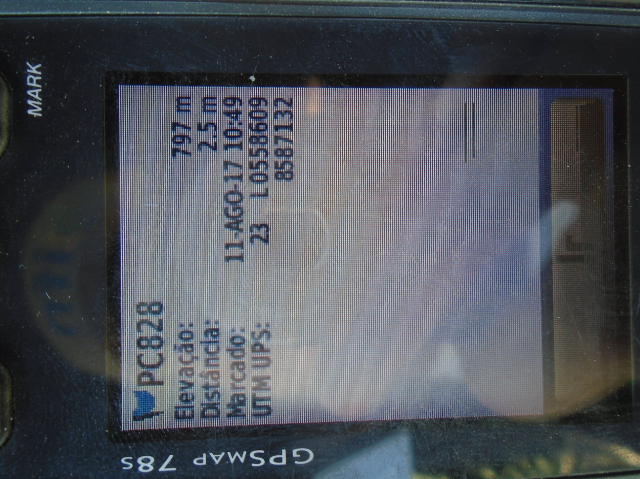 PC828
Elevação: 797 m
Distância: 2.5 m
Marcado: 11-AGO-17 10:49
UTM UPS: 23 L 0558609
8587132
MARK
GPSMAP 78s